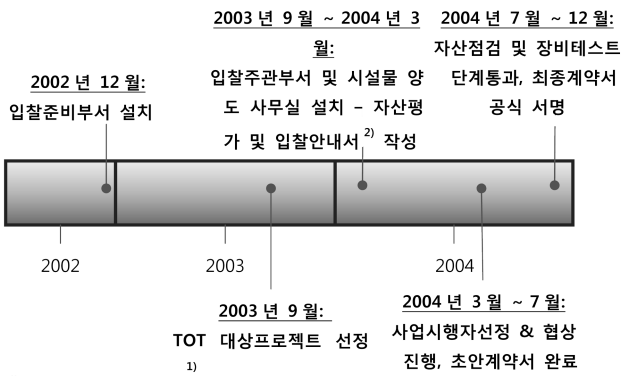 2002 년 12 월:
입찰준비부서 설치
2003 년 9 월 ~ 2004 년 3
월:
입찰주관부서 및 시설물 양
도 사무실 설치 – 자산평
가 및 입찰안내서 2) 작성
2004 년 7 월 ~ 12 월:
자산점검 및 장비테스트
단계통과, 최종계약서
공식 서명
2002
2003
2004
2003 년 9 월:
TOT 대상프로젝트 선정
1)
2004 년 3 월 ~ 7 월:
사업시행자선정 & 협상
진행, 초안계약서 완료